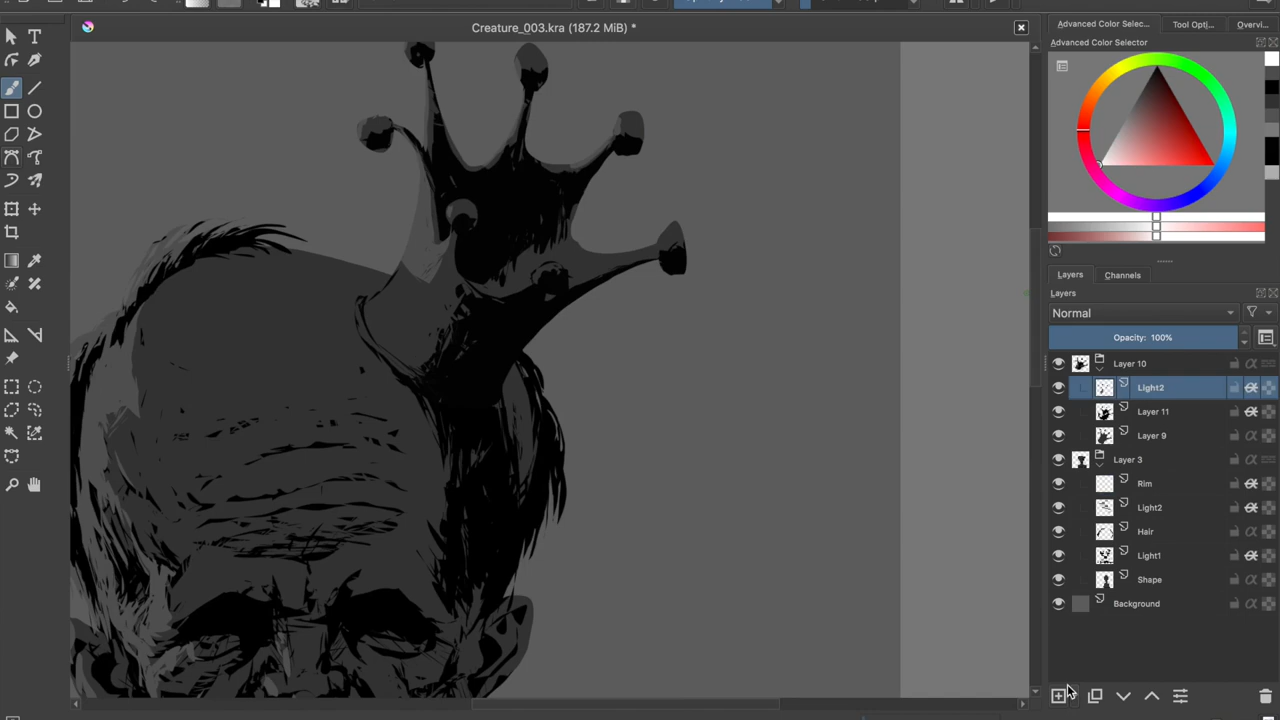 Creature_003.kra (187.2 MiB) *
Advanced Color Selec...
Tool Opti...
Overvi...
Advanced Color Selector
Layers
Channels
Layers
Normal
Opacity: 100%
Layer 10
Light2
Layer 11
Layer 9
Layer 3
Rim
Light2
Hair
Light1
Shape
Background